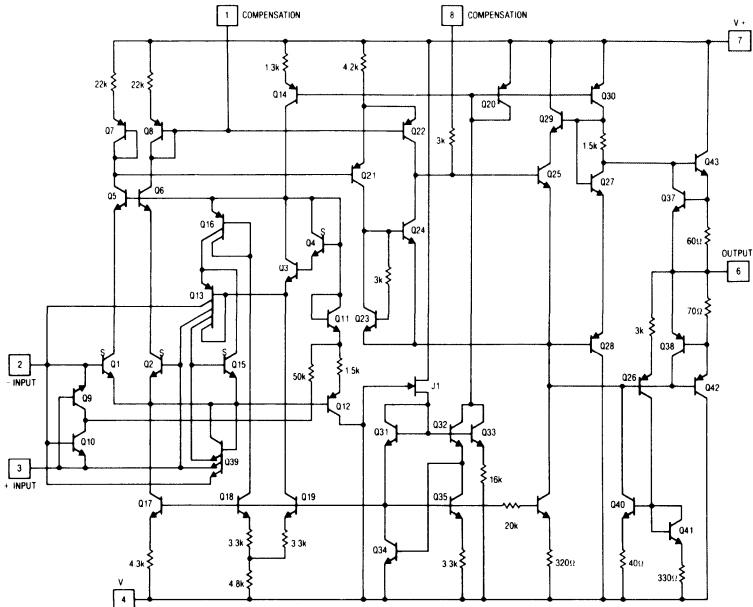 1 COMPENSATION
8 COMPENSATION
V +
7
1.3k
4.2k
22k
22k
Q14
Q20
Q30
Q29
Q7
Q8
Q22
3k
1.5k
Q43
Q21
Q25
Q27
Q5
Q6
Q37
Q16
Q4
S
Q24
60Ω
Q3
OUTPUT
6
Q13
3k
70Ω
Q11
Q23
3k
Q38
2
– INPUT
S
Q1
Q2
S
S
Q15
50k
1.5k
Q28
J1
Q26
Q42
Q9
Q12
Q10
Q31
Q32
Q33
3
+ INPUT
Q39
16k
Q17
Q18
Q19
Q35
20k
Q40
Q41
3.3k
3.3k
Q34
4.3k
4.8k
3.3k
320Ω
40Ω
330Ω
V
4